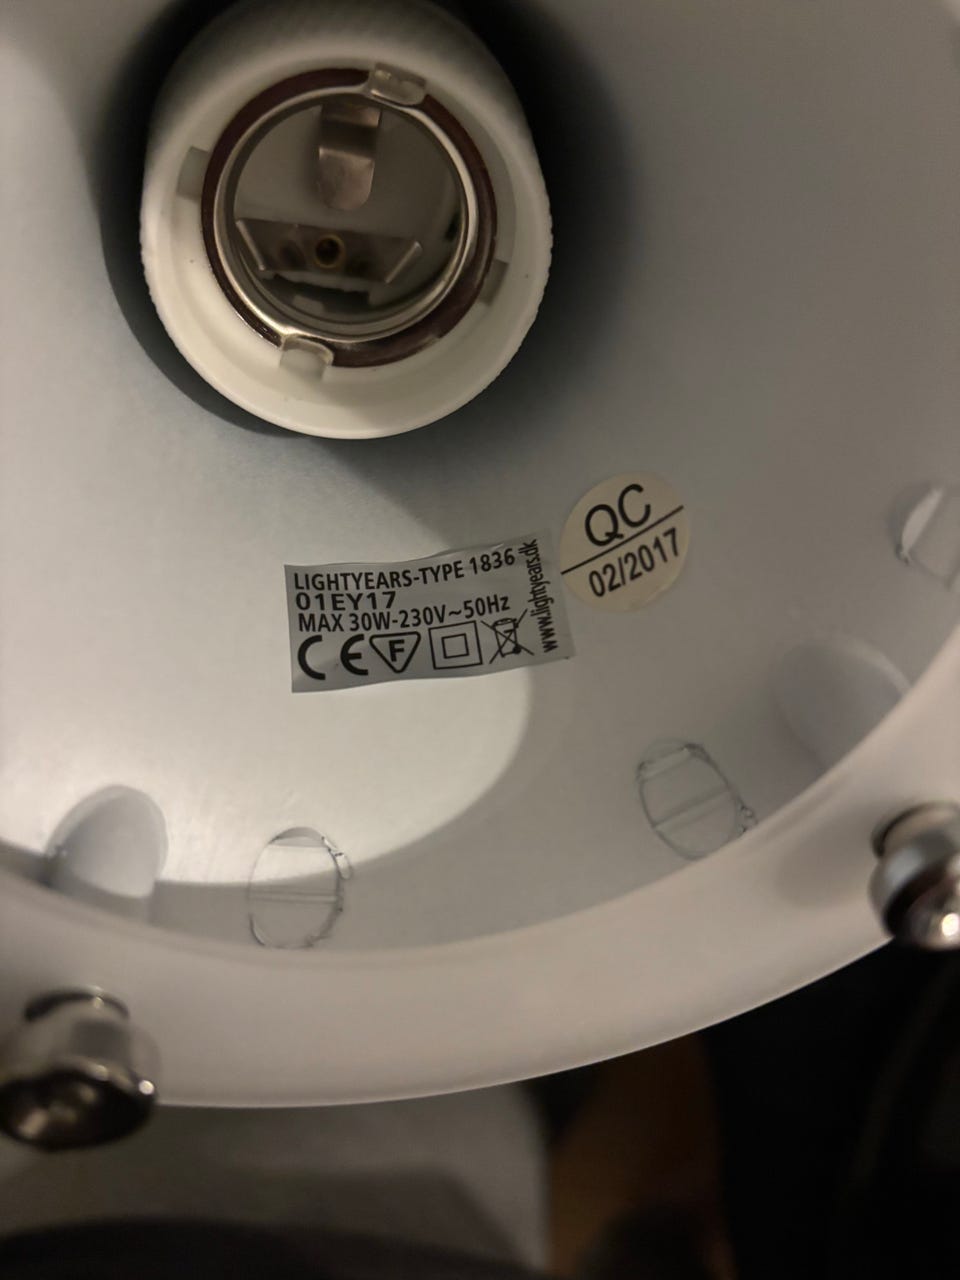 LIGHTYEARS-TYPE 1836
01EY17
MAX 30W-230V~50Hz
CE F
www.lightyears.dk
QC
02/2017